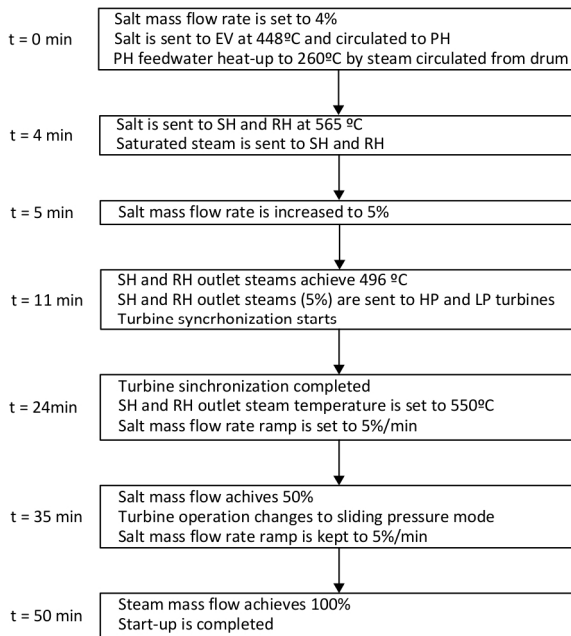 Salt mass flow rate is set to 4%
t = 0 min
Salt is sent to EV at 448ºC and circulated to PH
PH feedwater heat-up to 260ºC by steam circulated from drum
t = 4 min
Salt is sent to SH and RH at 565 ºC
Saturated steam is sent to SH and RH
t = 5 min
Salt mass flow rate is increased to 5%
SH and RH outlet steams achieve 496 ºC
t = 11 min
SH and RH outlet steams (5%) are sent to HP and LP turbines
Turbine syncrhonization starts
Turbine sinchronization completed
t = 24min
SH and RH outlet steam temperature is set to 550ºC
Salt mass flow rate ramp is set to 5%/min
Salt mass flow achives 50%
t = 35 min
Turbine operation changes to sliding pressure mode
Salt mass flow rate ramp is kept to 5%/min
Steam mass flow achieves 100%
t = 50 min
Start-up is completed